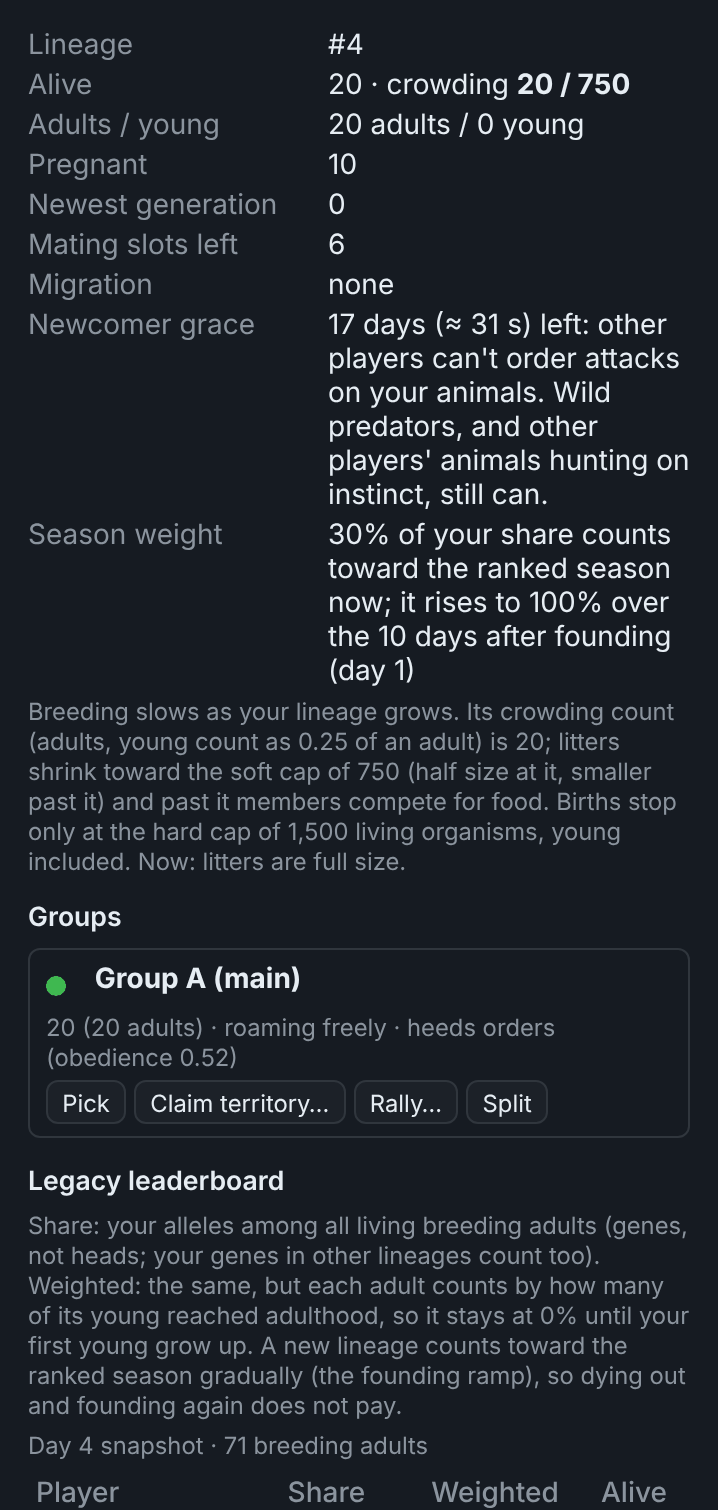 Lineage #4
Alive 20 · crowding 20 / 750
Adults / young 20 adults / 0 young
Pregnant 10
Newest generation 0
Mating slots left 6
Migration none
Newcomer grace 17 days (≈ 31 s) left: other
players can't order attacks
on your animals. Wild
predators, and other
players' animals hunting on
instinct, still can.
Season weight 30% of your share counts
toward the ranked season
now; it rises to 100% over
the 10 days after founding
(day 1)
Breeding slows as your lineage grows. Its crowding count
(adults, young count as 0.25 of an adult) is 20; litters
shrink toward the soft cap of 750 (half size at it, smaller
past it) and past it members compete for food. Births stop
only at the hard cap of 1,500 living organisms, young
included. Now: litters are full size.
Groups
Group A (main)
20 (20 adults) · roaming freely · heeds orders
(obedience 0.52)
Pick Claim territory... Rally... Split
Legacy leaderboard
Share: your alleles among all living breeding adults (genes,
not heads; your genes in other lineages count too).
Weighted: the same, but each adult counts by how many
of its young reached adulthood, so it stays at 0% until your
first young grow up. A new lineage counts toward the
ranked season gradually (the founding ramp), so dying out
and founding again does not pay.
Day 4 snapshot · 71 breeding adults
Player Share Weighted Alive